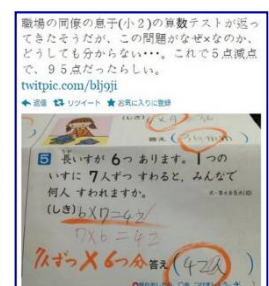 職場の同僚の息子(小2)の算数テストが返っ
てきたそうだが、この問題がなぜ×なのか、
どうしても分からない・・・。これで5点減点
で、95点だったらしい。
twitpic.com/blj9ji
返信 リツイート ★お気に入りに登録
答え
5 長いすが 6つ あります。1つの
いすに 7人ずつ すわると、みんなで
何人 すわれますか。
(しき) 6×7=42
7×6=42
7人ずつ×6つ分 答え(42人)